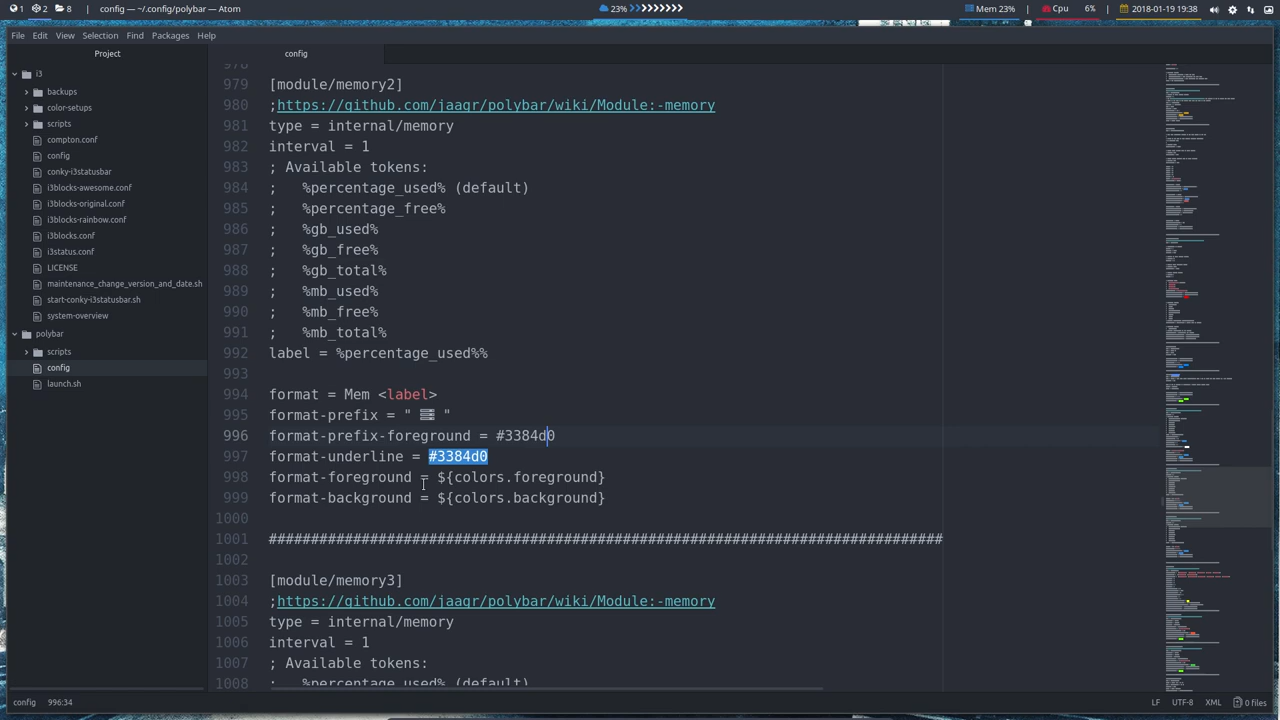 1 2 8 config — ~/.config/polybar — Atom 23% Mem 23% Cpu 6% 2018-01-19 19:38
File Edit View Selection Find Packages Help
Project
config
i3
backups
color-setups
scripts
compton.conf
config
conky-i3statusbar
i3blocks-awesome.conf
i3blocks-original.conf
i3blocks-rainbow.conf
i3blocks.conf
i3status.conf
LICENSE
maintenance_change_version_and_date.sh
start-conky-i3statusbar.sh
system-overview
polybar
scripts
config
launch.sh
978
979 [module/memory2]
980 ;https://github.com/jaagr/polybar/wiki/Module:-memory
981 type = internal/memory
982 interval = 1
983 ; Available tokens:
984 ; %percentage_used% (default)
985 ; %percentage_free%
986 ; %gb_used%
987 ; %gb_free%
988 ; %gb_total%
989 ; %mb_used%
990 ; %mb_free%
991 ; %mb_total%
992 label = %percentage_used%
993
994 format = Mem <label>
995 format-prefix = " "
996 = #3384d
997 format-underline =
998 format-foreground = ${colors.foreground}
999 format-background = ${colors.background}
1000
1001 ################################################################################
1002
1003
1004 ;https://github.com/jaagr/polybar/wiki/Module:-memory
1005 type = internal/memory
1006 interval = 1
1007 ; Available tokens:
1008 ; %percentage_used% (default)
config 996:34 LF UTF-8 XML 0 files